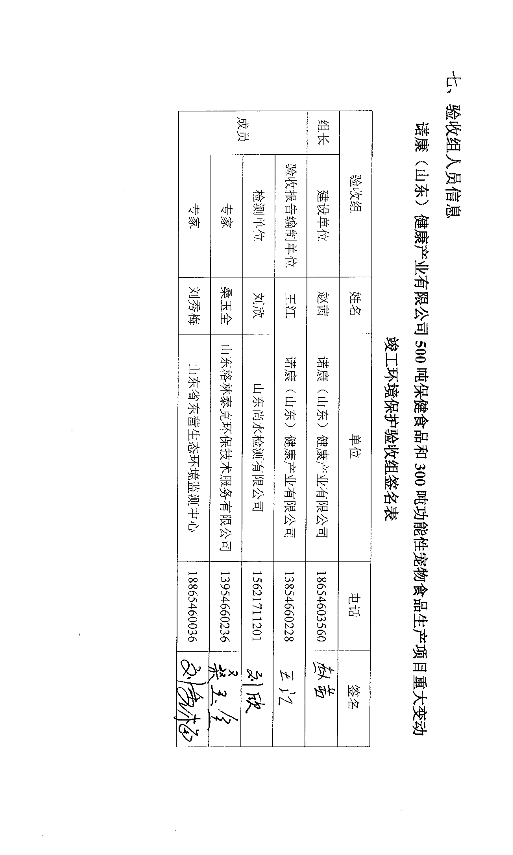 七、验收组人员信息
诺康（山东）健康产业有限公司500吨保健食品和300吨功能性宠物食品生产项目重大变动
竣工环境保护验收组签名表
验收组 姓名 单位 电话 签名
组长 建设单位 赵茜 诺康（山东）健康产业有限公司 18654603560
成员 验收报告编制单位 王江 诺康（山东）健康产业有限公司 13854660228 王江
检测单位 刘欣 山东尚水检测有限公司 15621711201 刘欣
专家 桑玉全 山东格林泰克环保技术服务有限公司 13954660236 桑玉全
专家 刘秀梅 山东省东营生态环境监测中心 18865460036 刘秀梅